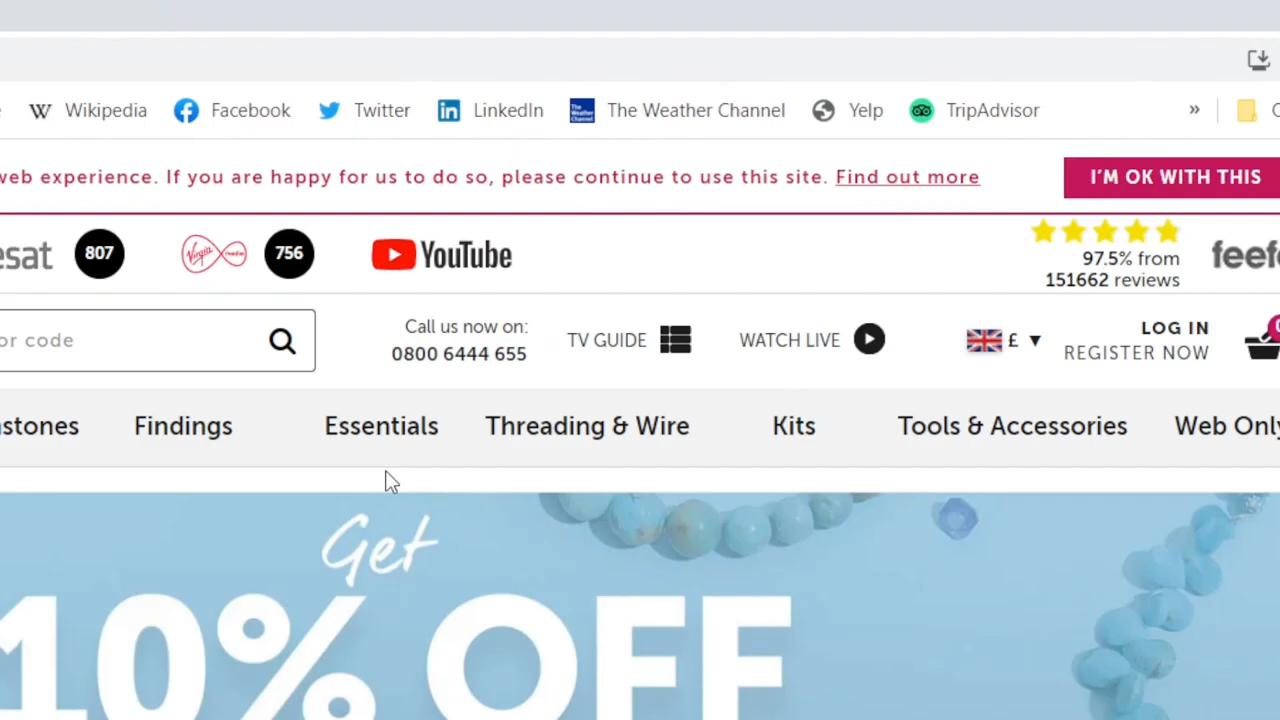 Wikipedia Facebook Twitter LinkedIn The Weather Channel Yelp TripAdvisor »
web experience. If you are happy for us to do so, please continue to use this site. Find out more I'M OK WITH THIS
807 Virgin media 756 YouTube
97.5% from
151662 reviews
or code
Call us now on:
0800 6444 655
TV GUIDE
WATCH LIVE
£ ▼
LOG IN
REGISTER NOW
Findings Essentials Threading & Wire Kits Tools & Accessories Web Only
Get
10% OFF